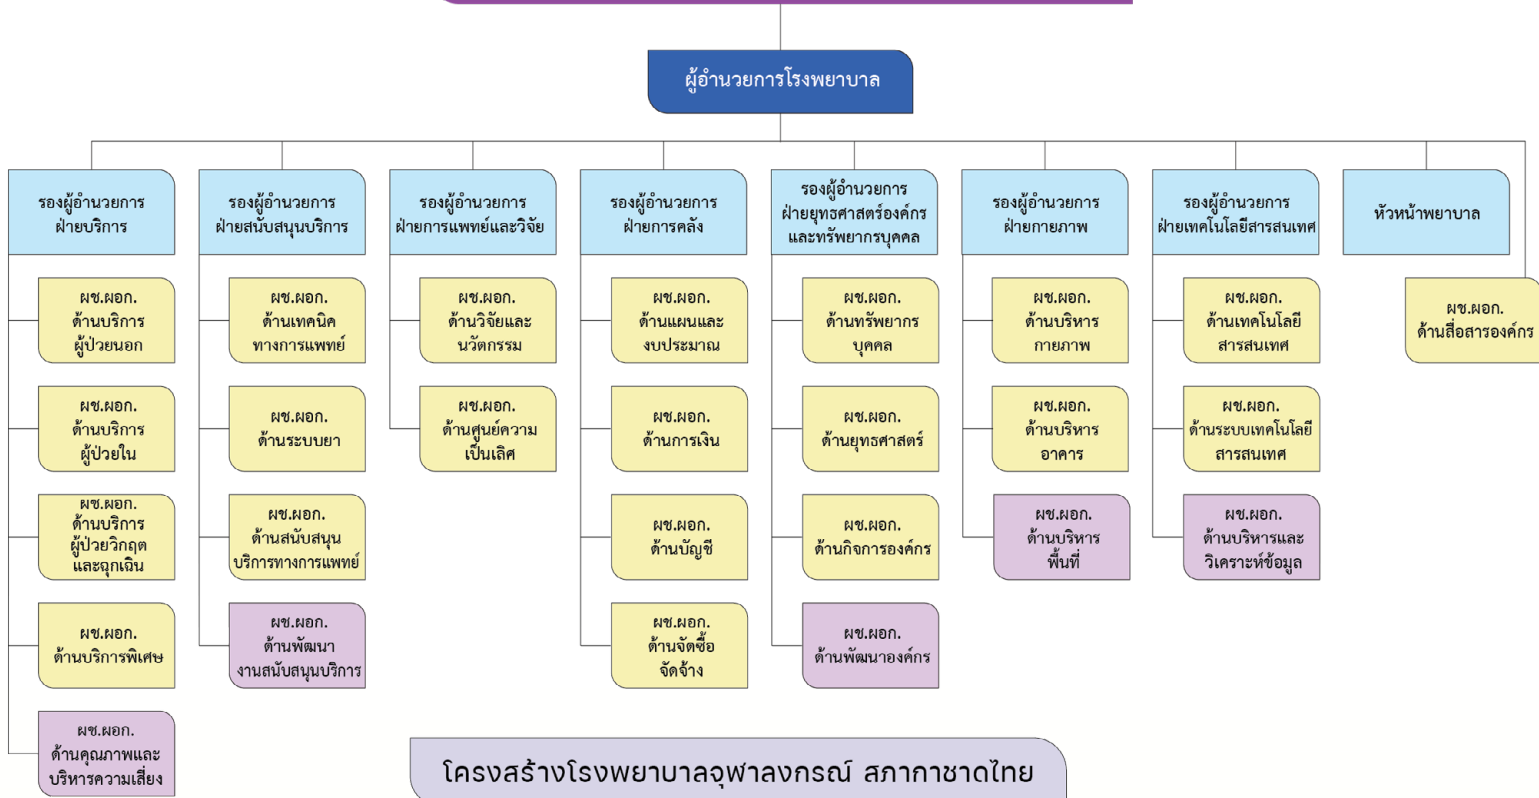 ผู้อำนวยการโรงพยาบาล
รองผู้อำนวยการ
ฝ่ายบริการ
รองผู้อำนวยการ
ฝ่ายสนับสนุนบริการ
รองผู้อำนวยการ
ฝ่ายการแพทย์และวิจัย
รองผู้อำนวยการ
ฝ่ายการคลัง
รองผู้อำนวยการ
ฝ่ายยุทธศาสตร์องค์กร
และทรัพยากรบุคคล
รองผู้อำนวยการ
ฝ่ายกายภาพ
รองผู้อำนวยการ
ฝ่ายเทคโนโลยีสารสนเทศ
หัวหน้าพยาบาล
ผช.ผอก.
ด้านบริการ
ผู้ป่วยนอก
ผช.ผอก.
ด้านเทคนิค
ทางการแพทย์
ผช.ผอก.
ด้านวิจัยและ
นวัตกรรม
ผช.ผอก.
ด้านแผนและ
งบประมาณ
ผช.ผอก.
ด้านทรัพยากร
บุคคล
ผช.ผอก.
ด้านบริหาร
กายภาพ
ผช.ผอก.
ด้านเทคโนโลยี
สารสนเทศ
ผช.ผอก.
ด้านสื่อสารองค์กร
ผช.ผอก.
ด้านบริการ
ผู้ป่วยใน
ผช.ผอก.
ด้านระบบยา
ผช.ผอก.
ด้านศูนย์ความ
เป็นเลิศ
ผช.ผอก.
ด้านการเงิน
ผช.ผอก.
ด้านยุทธศาสตร์
ผช.ผอก.
ด้านบริหาร
อาคาร
ผช.ผอก.
ด้านระบบเทคโนโลยี
สารสนเทศ
ผช.ผอก.
ด้านบริการ
ผู้ป่วยวิกฤต
และฉุกเฉิน
ผช.ผอก.
ด้านสนับสนุน
บริการทางการแพทย์
ผช.ผอก.
ด้านบัญชี
ผช.ผอก.
ด้านกิจการองค์กร
ผช.ผอก.
ด้านบริหาร
พื้นที่
ผช.ผอก.
ด้านบริหารและ
วิเคราะห์ข้อมูล
ผช.ผอก.
ด้านบริการพิเศษ
ผช.ผอก.
ด้านพัฒนา
งานสนับสนุนบริการ
ผช.ผอก.
ด้านจัดซื้อ
จัดจ้าง
ผช.ผอก.
ด้านพัฒนาองค์กร
ผช.ผอก.
ด้านคุณภาพและ
บริหารความเสี่ยง
โครงสร้างโรงพยาบาลจุฬาลงกรณ์ สภากาชาดไทย